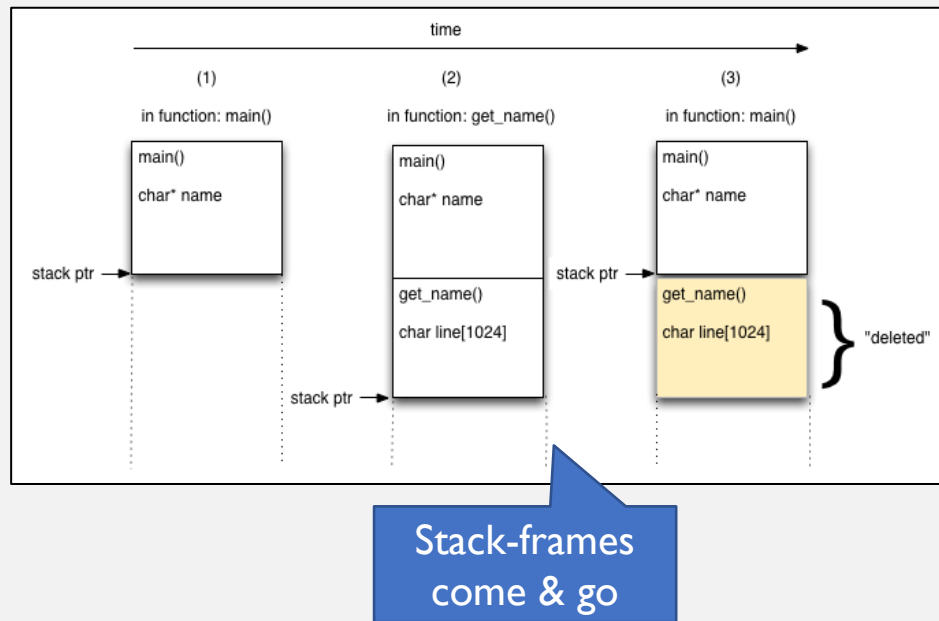 time
(1)
(2)
(3)
in function: main()
in function: get_name()
in function: main()
main()
char* name
stack ptr
main()
char* name
get_name()
char line[1024]
stack ptr
main()
char* name
stack ptr
get_name()
char line[1024]
"deleted"
Stack-frames
come & go